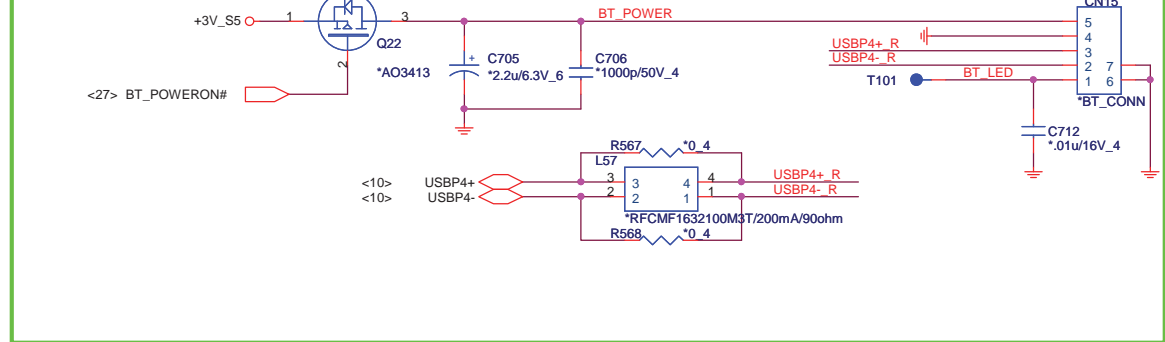 CN15
+3V_S5
1
3
BT_POWER
5
Q22
4
USBP4+_R
3
USBP4-_R
2
7
C705
C706
*AO3413
*2.2u/6.3V_6
*1000p/50V_4
T101
BT_LED
1
6
2
<27> BT_POWERON#
*BT_CONN
C712
*.01u/16V_4
R567
*0_4
L57
<10>
USBP4+
3
3
4
4
USBP4+_R
<10>
USBP4-
2
2
1
1
USBP4-_R
*RFCMF1632100M3T/200mA/90ohm
R568
*0_4